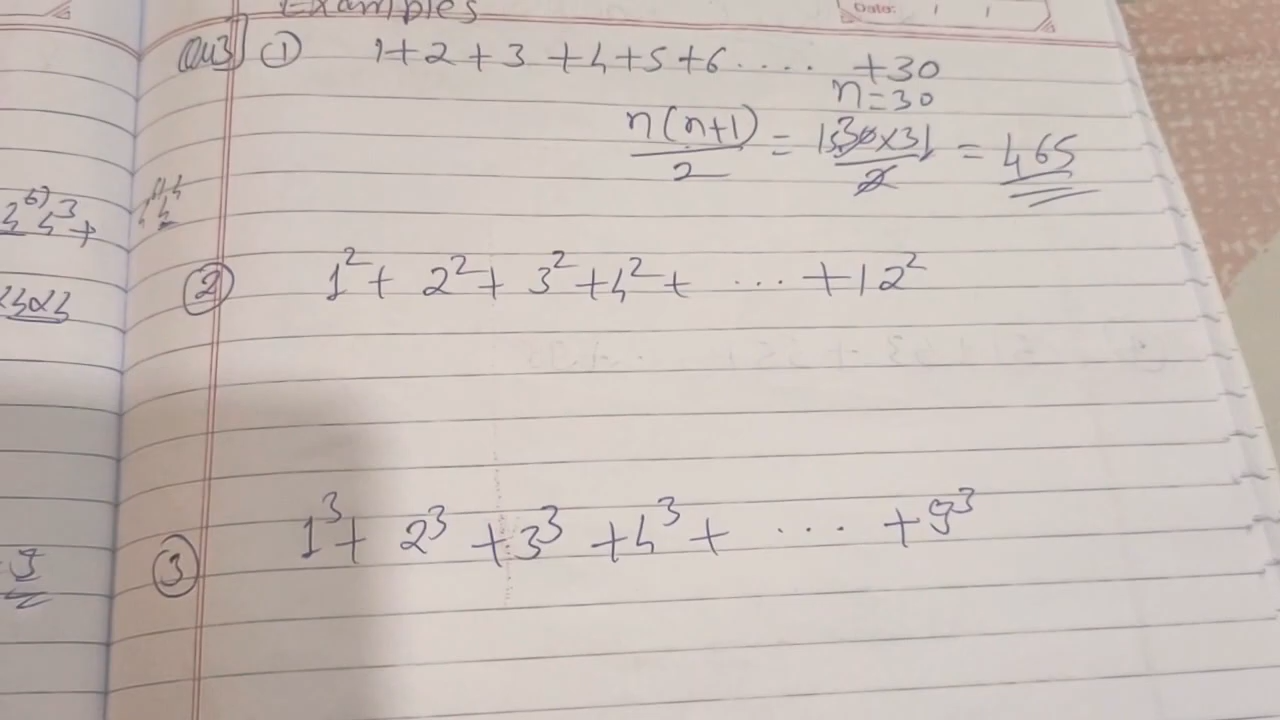 Examples
Date:
Qu3) ① 1+2+3+4+5+6..... +30
n=30
n(n+1)/2 = 15 30×31/2 = 465
② 1²+ 2²+ 3²+4²+ ... +12²
③ 1³+ 2³ +3³ +4³+ .... +9³